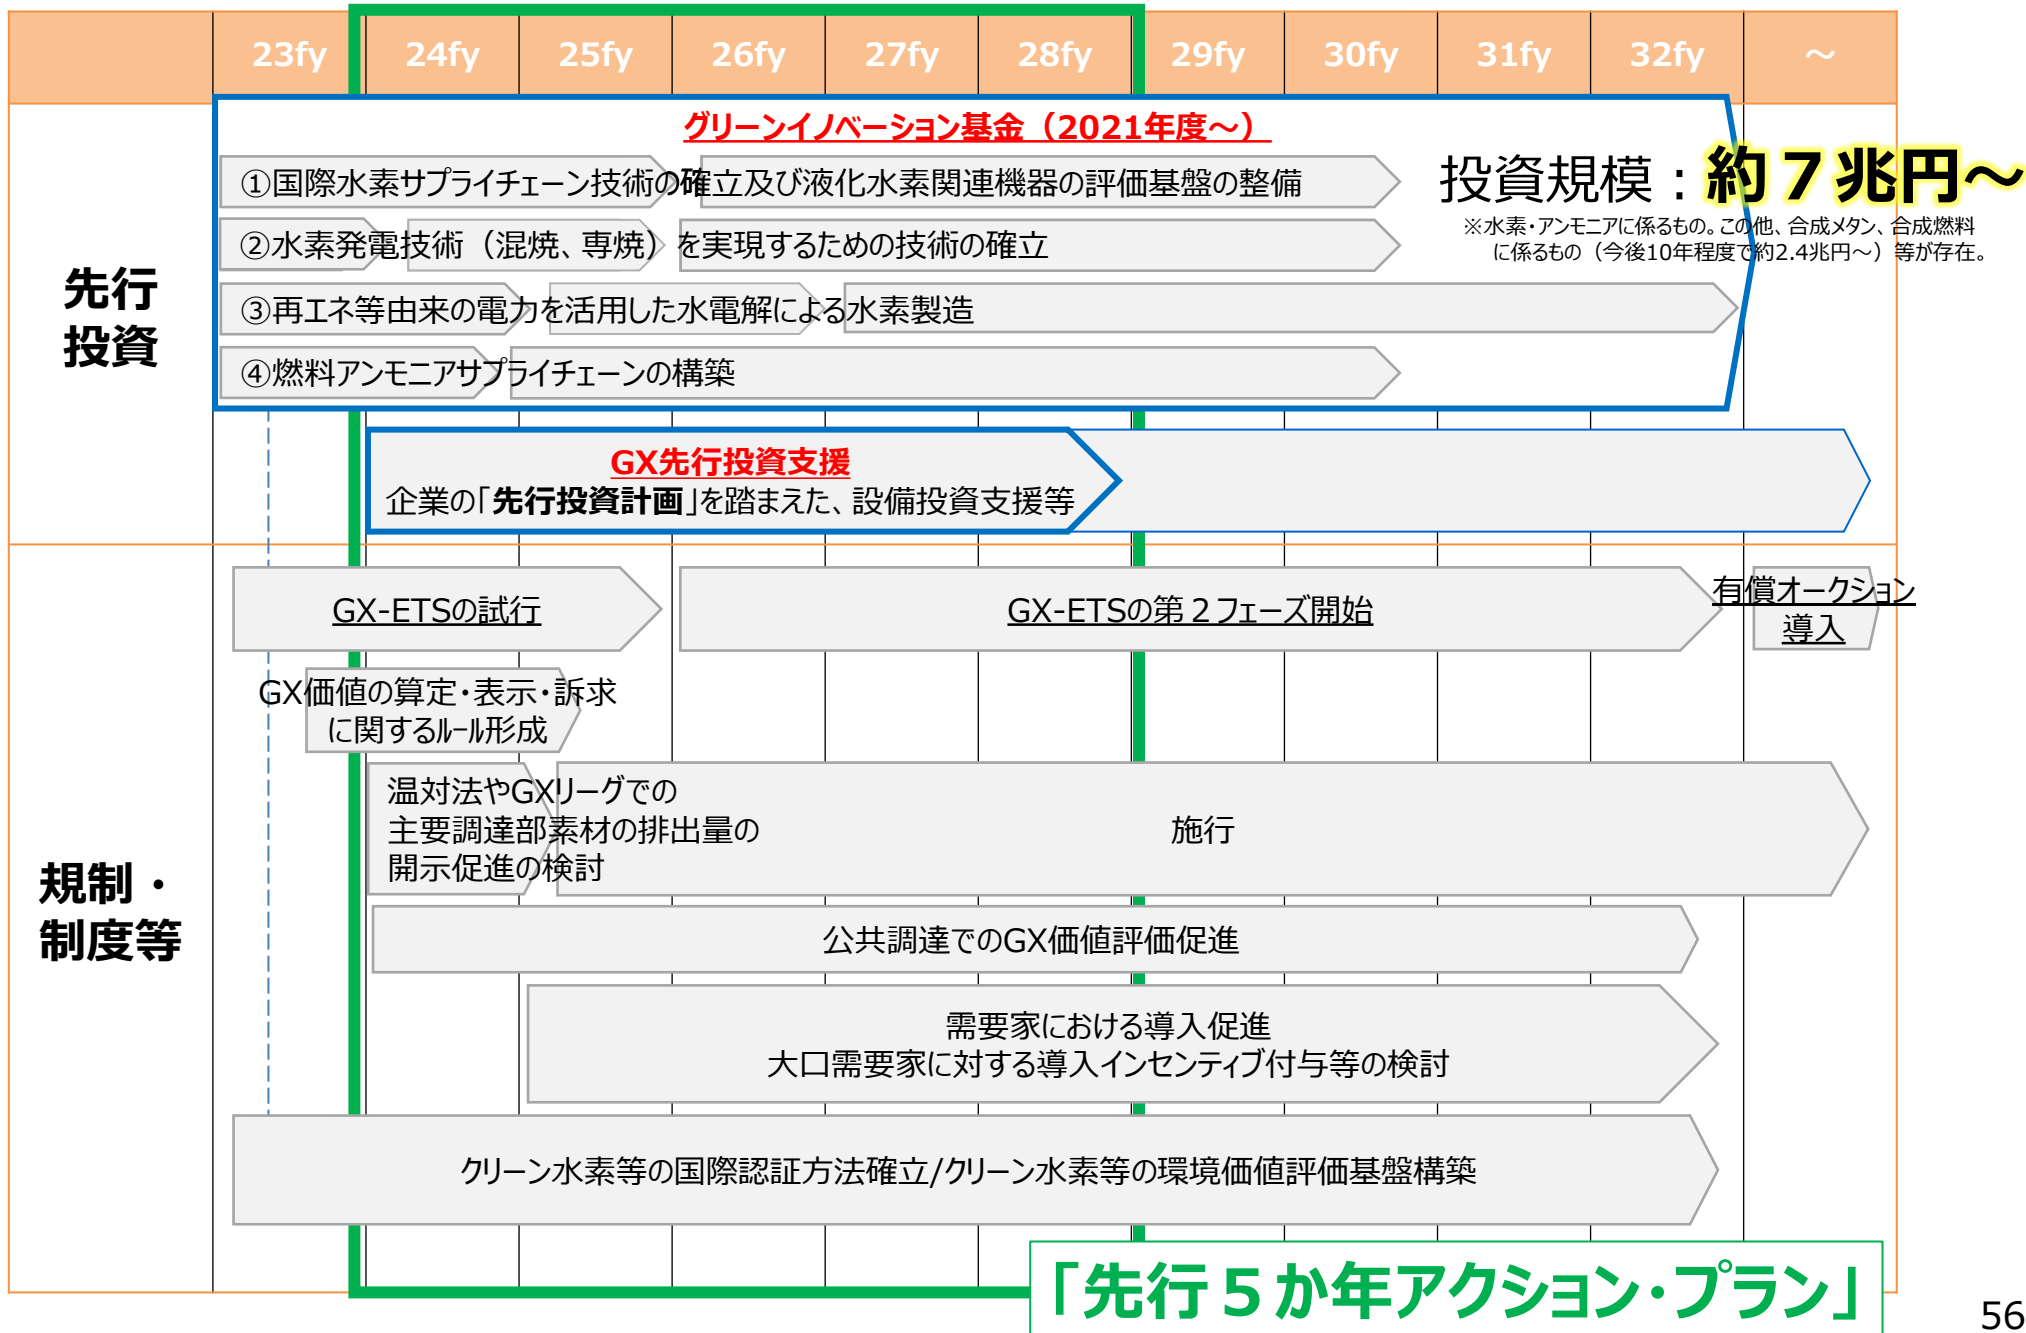 23fy 24fy 25fy 26fy 27fy 28fy 29fy 30fy 31fy 32fy ～
先行
投資
グリーンイノベーション基金（2021年度～）
①国際水素サプライチェーン技術の確立及び液化水素関連機器の評価基盤の整備
②水素発電技術（混焼、専焼）を実現するための技術の確立
③再エネ等由来の電力を活用した水電解による水素製造
④燃料アンモニアサプライチェーンの構築
投資規模：約７兆円～
※水素・アンモニアに係るもの。この他、合成メタン、合成燃料
に係るもの（今後10年程度で約2.4兆円～）等が存在。
GX先行投資支援
企業の「先行投資計画」を踏まえた、設備投資支援等
規制・
制度等
GX-ETSの試行
GX-ETSの第２フェーズ開始
有償オークション
導入
GX価値の算定・表示・訴求
に関するルール形成
温対法やGXリーグでの
主要調達部素材の排出量の
開示促進の検討
施行
公共調達でのGX価値評価促進
需要家における導入促進
大口需要家に対する導入インセンティブ付与等の検討
クリーン水素等の国際認証方法確立/クリーン水素等の環境価値評価基盤構築
「先行５か年アクション・プラン」
56